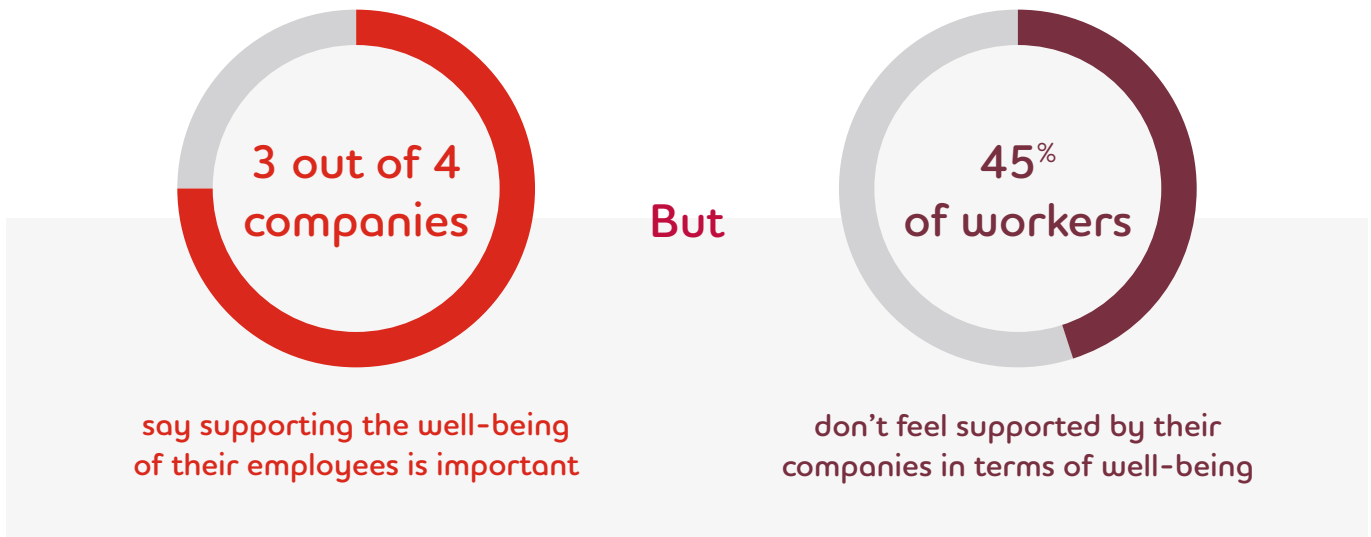 3 out of 4
companies
say supporting the well-being
of their employees is important
But
45%
of workers
don't feel supported by their
companies in terms of well-being